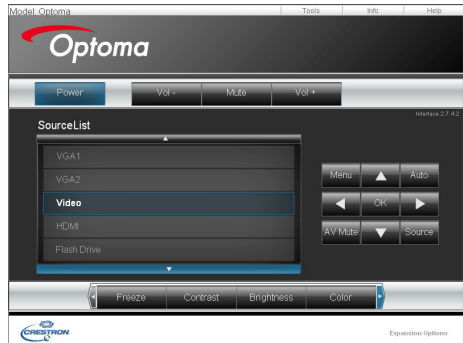 Model: Optoma
Tools Info Help
Optoma
Power Vol - Mute Vol +
Interface 2.7.4.2
SourceList
VGA1
VGA2
Video
HDMI
Flash Drive
Menu Auto
OK
AV Mute Source
Freeze Contrast Brightness Color
CRESTRON
Expansion Options